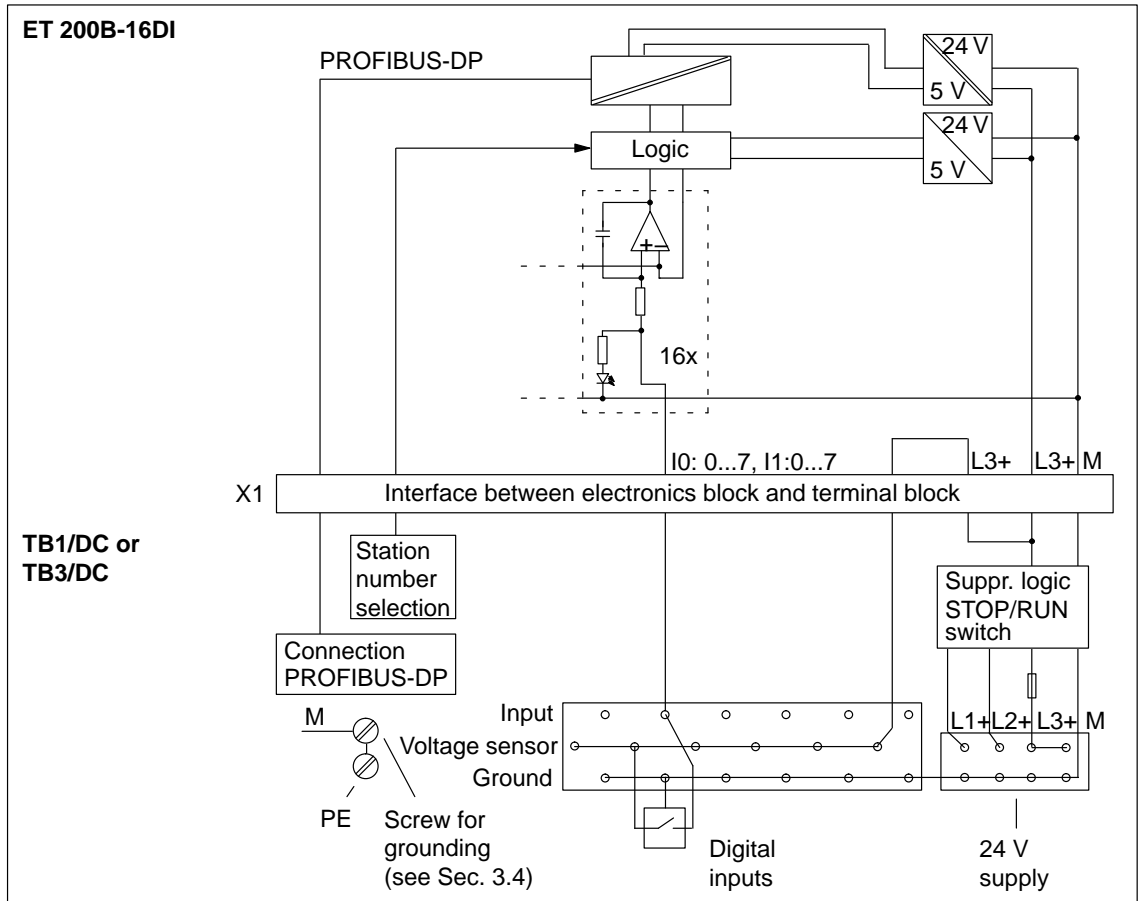 ET 200B-16DI
PROFIBUS-DP
24 V
5 V
24 V
5 V
Logic
+ –
16x
I0: 0...7, I1:0...7
L3+
L3+
M
X1
Interface between electronics block and terminal block
TB1/DC or
TB3/DC
Station
number
selection
Suppr. logic
STOP/RUN
switch
Connection
PROFIBUS-DP
M
Input
L1+
L2+
L3+
M
Voltage sensor
Ground
PE
Screw for
grounding
(see Sec. 3.4)
Digital
inputs
24 V
supply